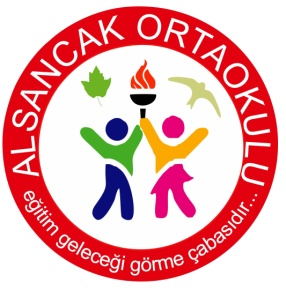 ALSANCAK ORTAOKULU
eğitim geleceği görme çabasıdır...